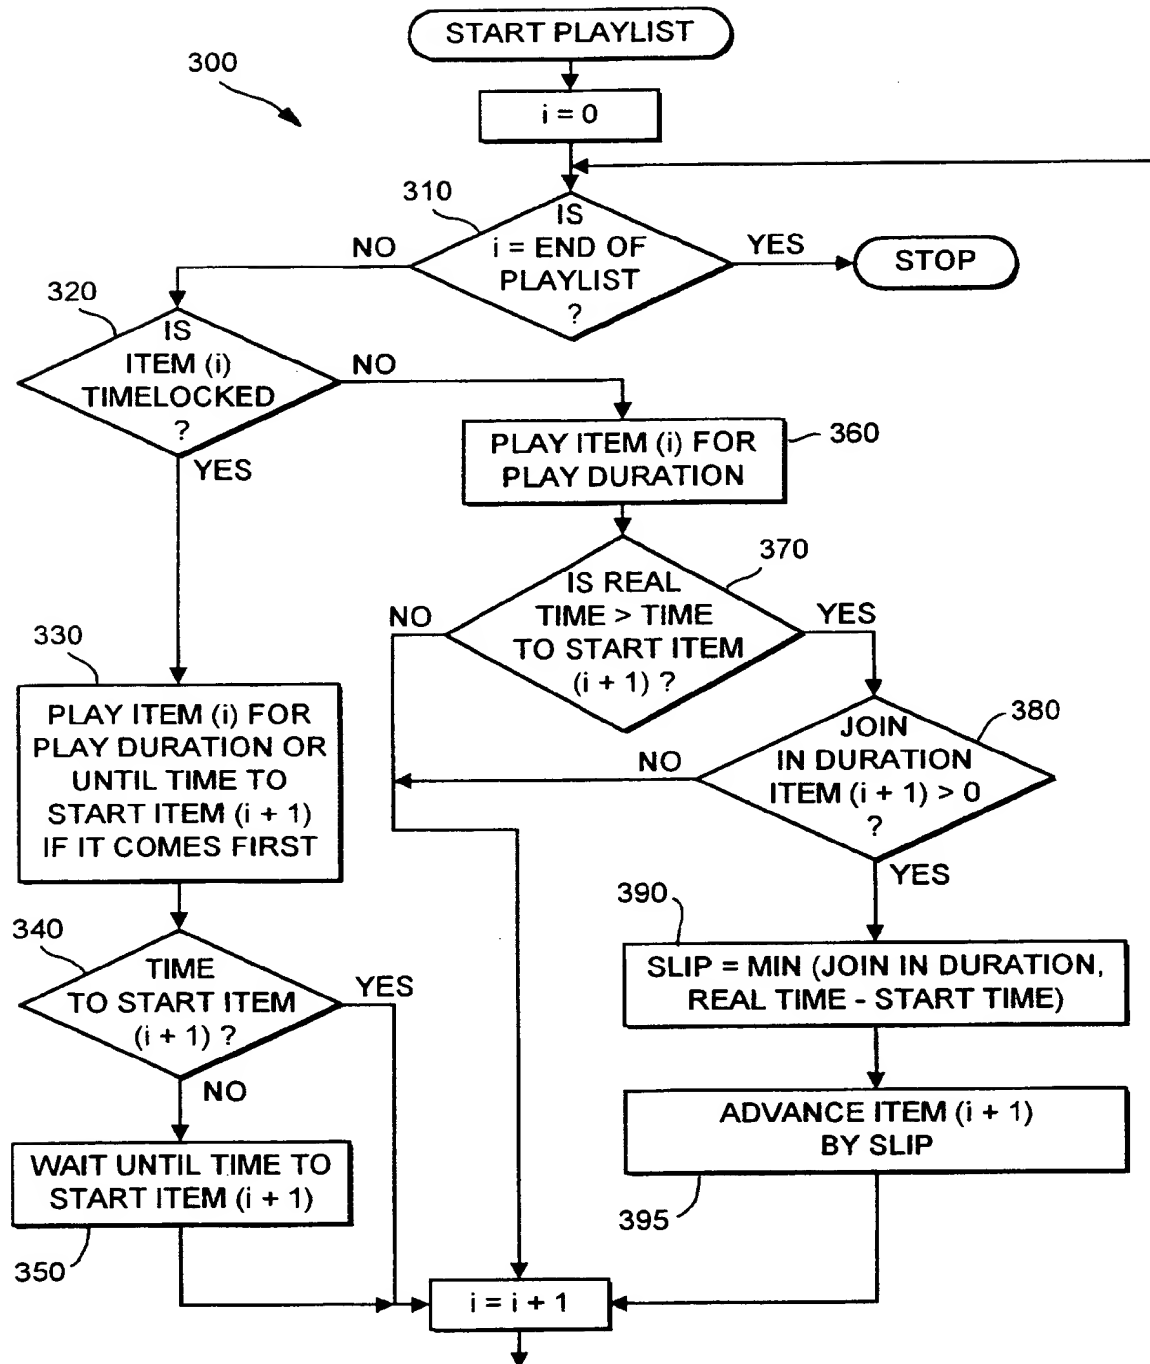 START PLAYLIST
300
i = 0
310
IS
i = END OF
PLAYLIST
?
NO
YES
STOP
320
IS
ITEM (i)
TIMELOCKED
?
NO
YES
PLAY ITEM (i) FOR
PLAY DURATION
360
370
IS REAL
TIME > TIME
TO START ITEM
(i + 1) ?
NO
YES
330
PLAY ITEM (i) FOR
PLAY DURATION OR
UNTIL TIME TO
START ITEM (i + 1)
IF IT COMES FIRST
380
JOIN
IN DURATION
ITEM (i + 1) > 0
?
NO
YES
340
TIME
TO START ITEM
(i + 1) ?
YES
NO
390
SLIP = MIN (JOIN IN DURATION,
REAL TIME - START TIME)
ADVANCE ITEM (i + 1)
BY SLIP
395
WAIT UNTIL TIME TO
START ITEM (i + 1)
350
i = i + 1